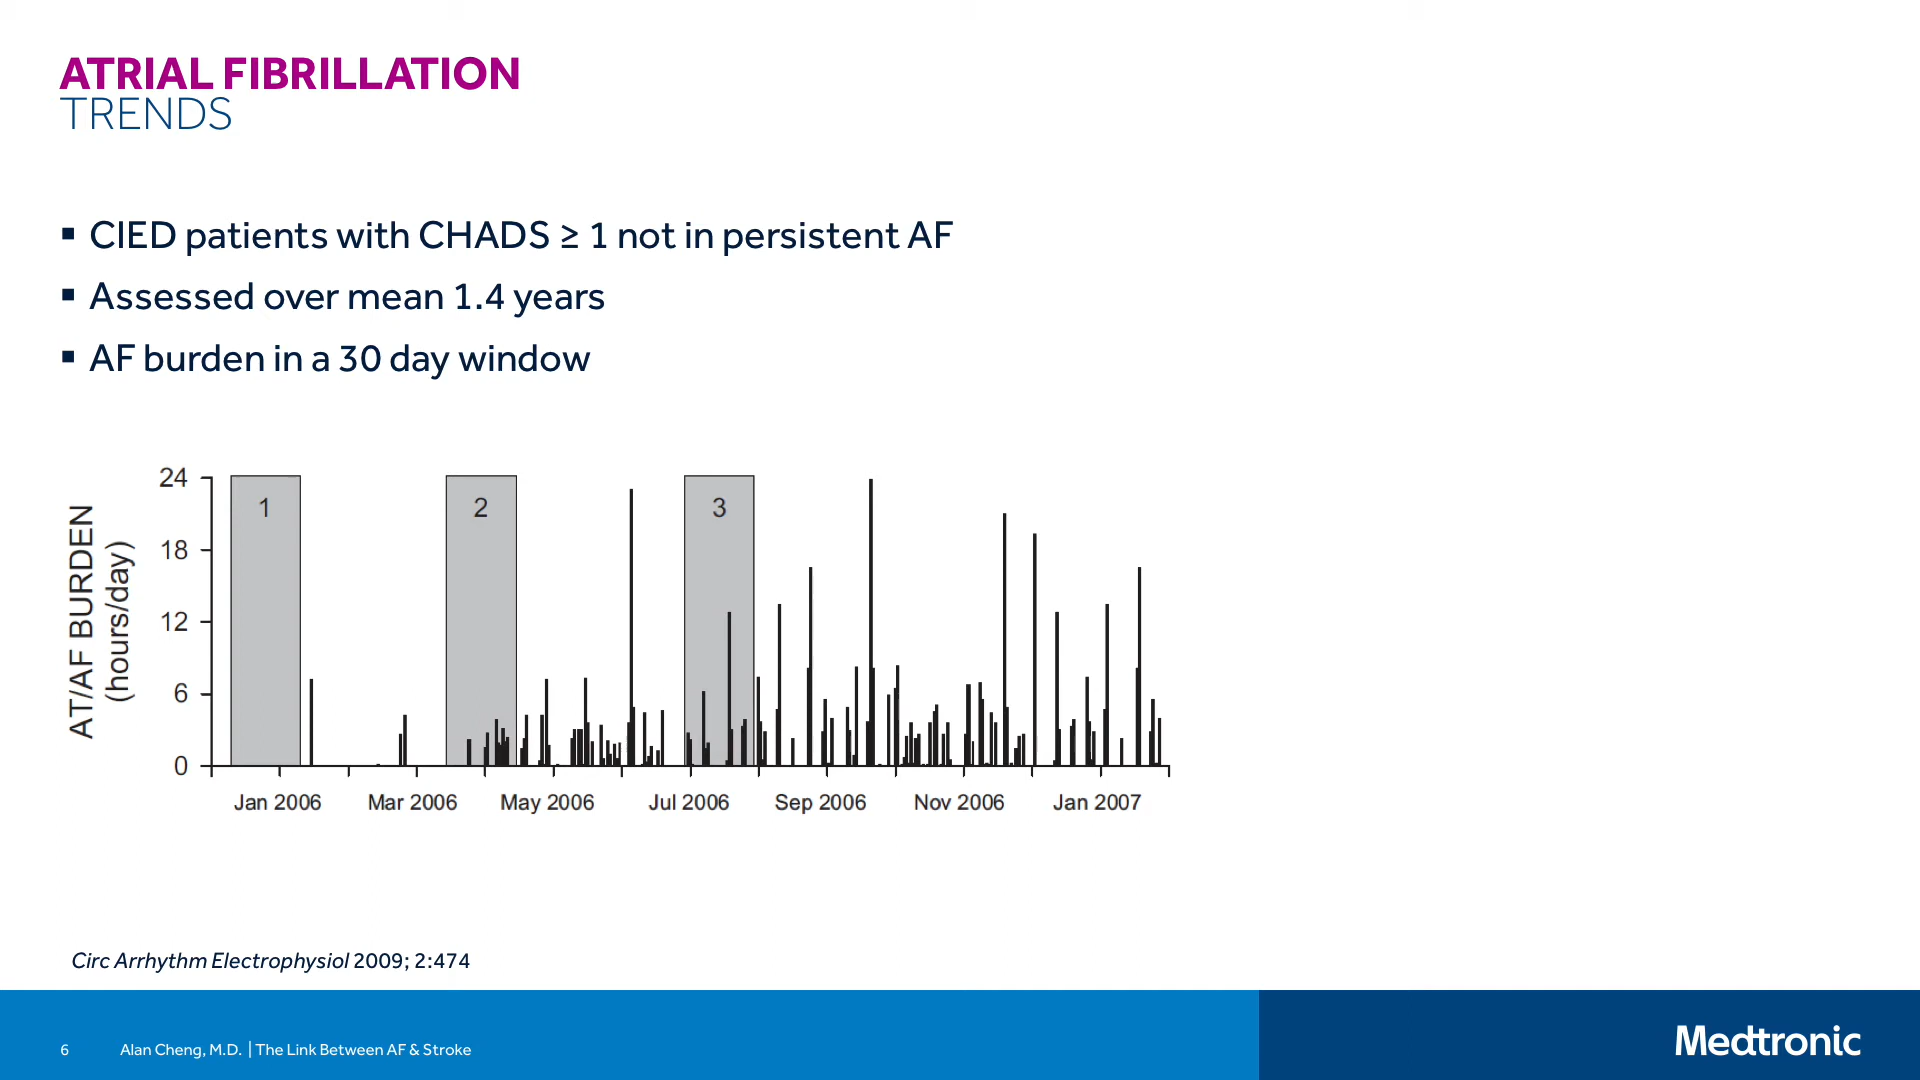 ATRIAL FIBRILLATION
TRENDS
▪ CIED patients with CHADS ≥ 1 not in persistent AF
▪ Assessed over mean 1.4 years
▪ AF burden in a 30 day window
AT/AF BURDEN
(hours/day)
24
18
12
6
0
1
2
3
Jan 2006
Mar 2006
May 2006
Jul 2006
Sep 2006
Nov 2006
Jan 2007
Circ Arrhythm Electrophysiol 2009; 2:474
6
Alan Cheng, M.D. | The Link Between AF & Stroke
Medtronic